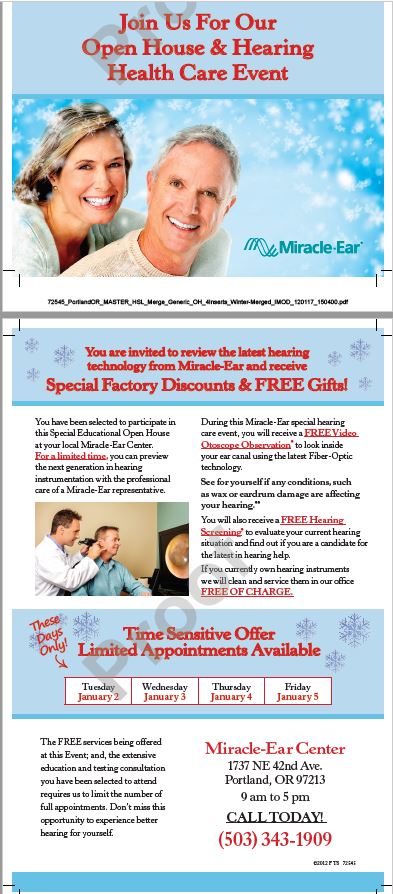 Join Us For Our
Open House & Hearing
Health Care Event
Miracle-Ear®
72545_PortlandOR_MASTER_HSL_Merge_Generic_OH_4Inserts_Winter-Merged_IMOD_120117_150400.pdf
You are invited to review the latest hearing
technology from Miracle-Ear and receive
Special Factory Discounts & FREE Gifts!
You have been selected to participate in
this Special Educational Open House
at your local Miracle-Ear Center.
For a limited time, you can preview
the next generation in hearing
instrumentation with the professional
care of a Miracle-Ear representative.
During this Miracle-Ear special hearing
care event, you will receive a FREE Video
Otoscope Observation* to look inside
your ear canal using the latest Fiber-Optic
technology.
See for yourself if any conditions, such
as wax or eardrum damage are affecting
your hearing.**
You will also receive a FREE Hearing
Screening* to evaluate your current hearing
situation and find out if you are a candidate for
the latest in hearing help.
If you currently own hearing instruments
we will clean and service them in our office
FREE OF CHARGE.
Proof
These
Days
Only!
Time Sensitive Offer
Limited Appointments Available
Tuesday
January 2
Wednesday
January 3
Thursday
January 4
Friday
January 5
The FREE services being offered
at this Event; and, the extensive
education and testing consultation
you have been selected to attend
requires us to limit the number of
full appointments. Don't miss this
opportunity to experience better
hearing for yourself.
Miracle-Ear Center
1737 NE 42nd Ave.
Portland, OR 97213
9 am to 5 pm
CALL TODAY!
(503) 343-1909
©2012 PTS 72545